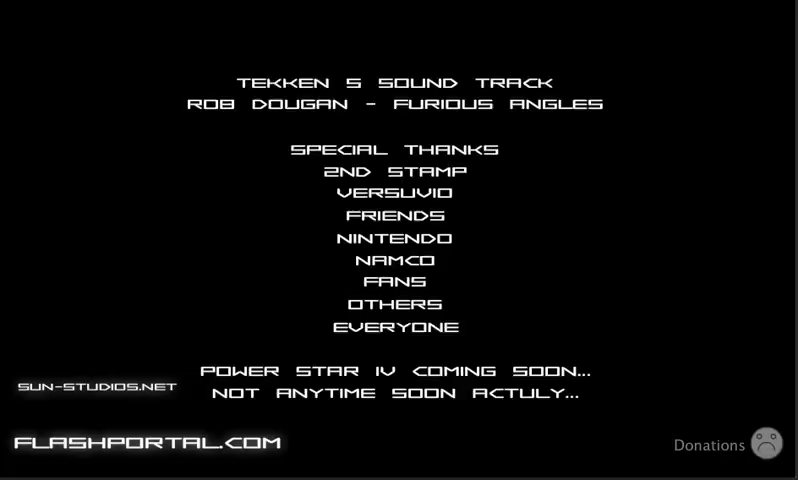 TEKKEN 5 SOUND TRACK
ROB DOUGAN - FURIOUS ANGLES
SPECIAL THANKS
2ND STAMP
VERSUVIO
FRIENDS
NINTENDO
NAMCO
FANS
OTHERS
EVERYONE
POWER STAR IV COMING SOON...
NOT ANYTIME SOON ACTULY...
SUN-STUDIOS.NET
FLASHPORTAL.COM
Donations